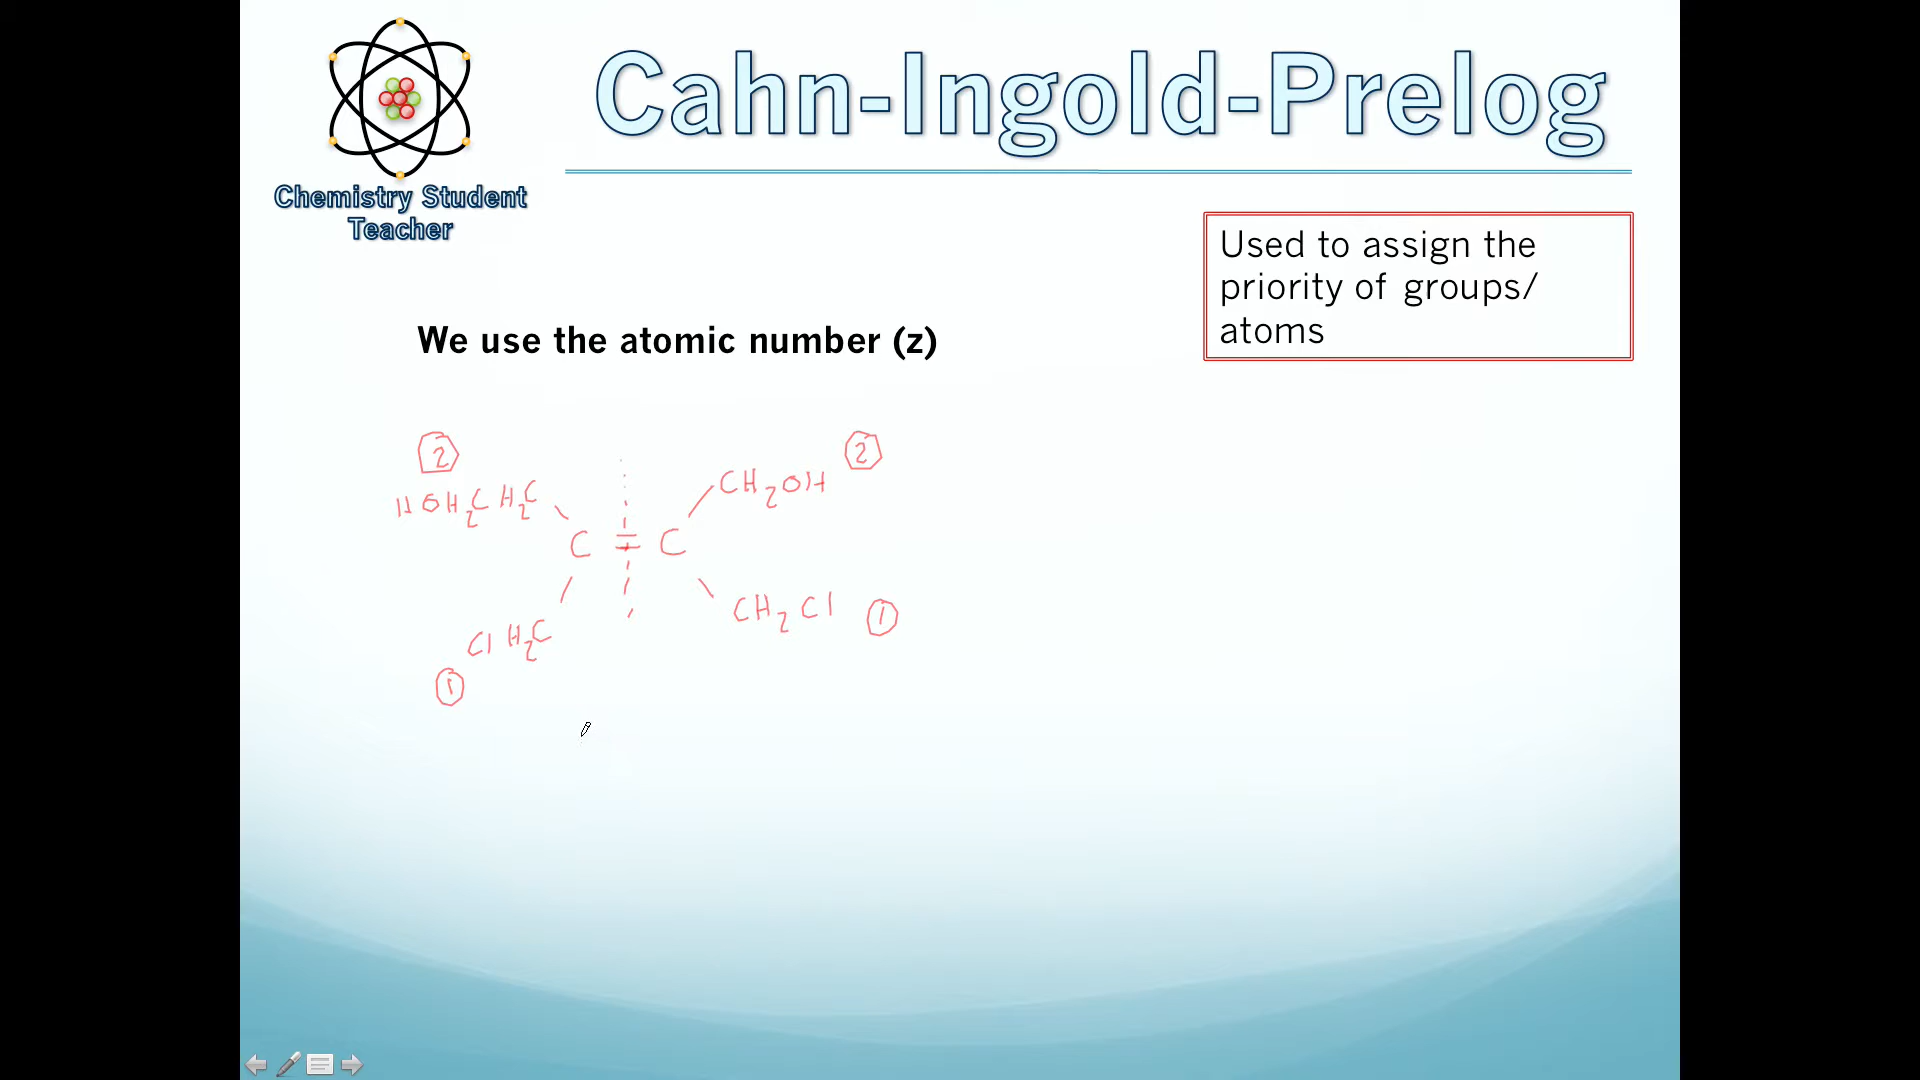 Cahn-Ingold-Prelog
Chemistry Student
Teacher
Used to assign the
priority of groups/
atoms
We use the atomic number (z)
2
2
HOH₂CH₂C
CH₂OH
C = C
ClH₂C
CH₂Cl
1
1